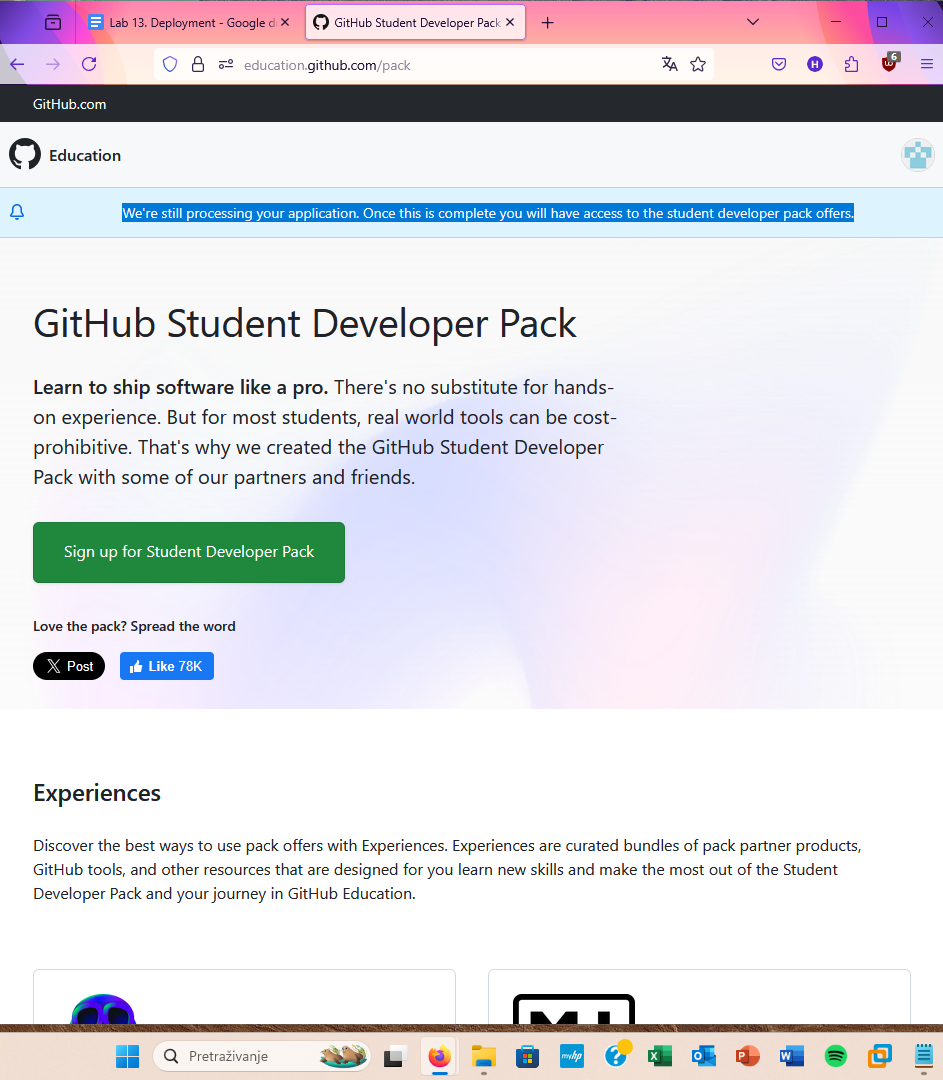 Lab 13. Deployment - Google d
GitHub Student Developer Pack
education.github.com/pack
H
6
GitHub.com
Education
We're still processing your application. Once this is complete you will have access to the student developer pack offers.
GitHub Student Developer Pack
Learn to ship software like a pro. There's no substitute for hands-
on experience. But for most students, real world tools can be cost-
prohibitive. That's why we created the GitHub Student Developer
Pack with some of our partners and friends.
Sign up for Student Developer Pack
Love the pack? Spread the word
Post
Like 78K
Experiences
Discover the best ways to use pack offers with Experiences. Experiences are curated bundles of pack partner products,
GitHub tools, and other resources that are designed for you learn new skills and make the most out of the Student
Developer Pack and your journey in GitHub Education.
Pretraživanje